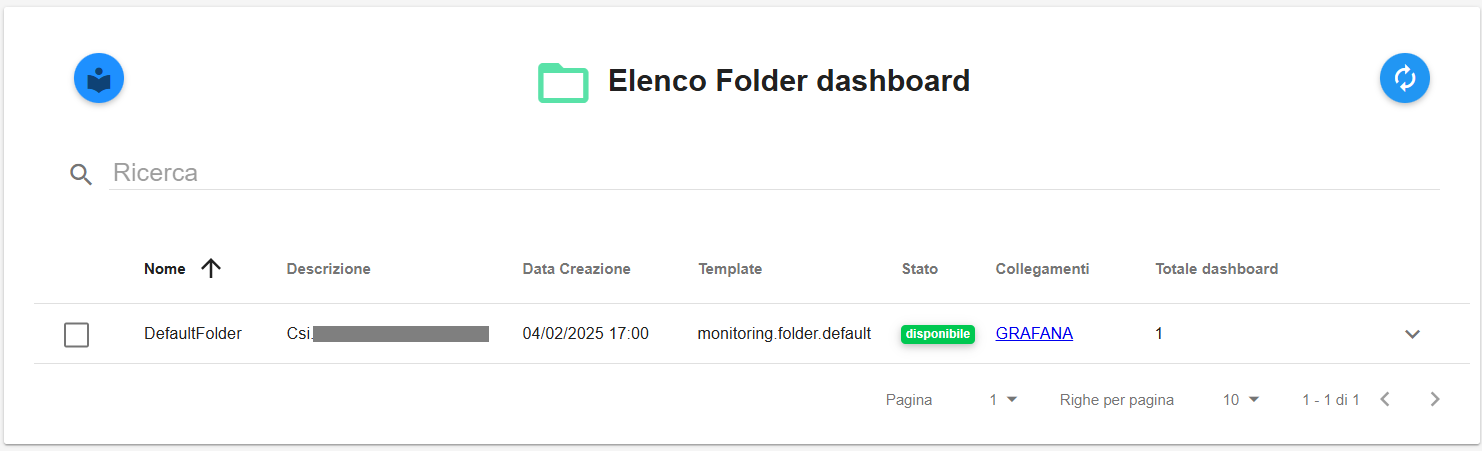 Elenco Folder dashboard
Ricerca
Nome Descrizione Data Creazione Template Stato Collegamenti Totale dashboard
DefaultFolder Csi. 04/02/2025 17:00 monitoring.folder.default disponibile GRAFANA 1
Pagina 1 Righe per pagina 10 1 - 1 di 1